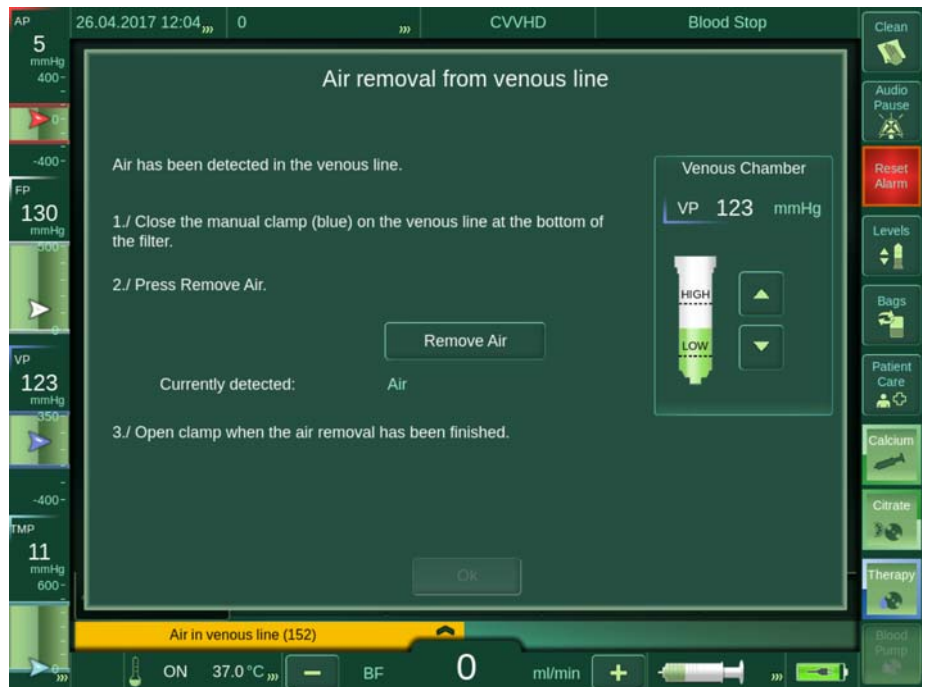 AP
5
mmHg
400
0
-400
FP
130
mmHg
500
0
VP
123
mmHg
350
-400
TMP
11
mmHg
600
26.04.2017 12:04
0
CVVHD
Blood Stop
Air removal from venous line
Air has been detected in the venous line.
1./ Close the manual clamp (blue) on the venous line at the bottom of
the filter.
2./ Press Remove Air.
Remove Air
Currently detected: Air
3./ Open clamp when the air removal has been finished.
Ok
Venous Chamber
VP 123 mmHg
HIGH
LOW
Air in venous line (152)
ON 37.0 °C
BF 0 ml/min
Clean
Audio
Pause
Reset
Alarm
Levels
Bags
Patient
Care
Calcium
Citrate
Therapy
Blood
Pump